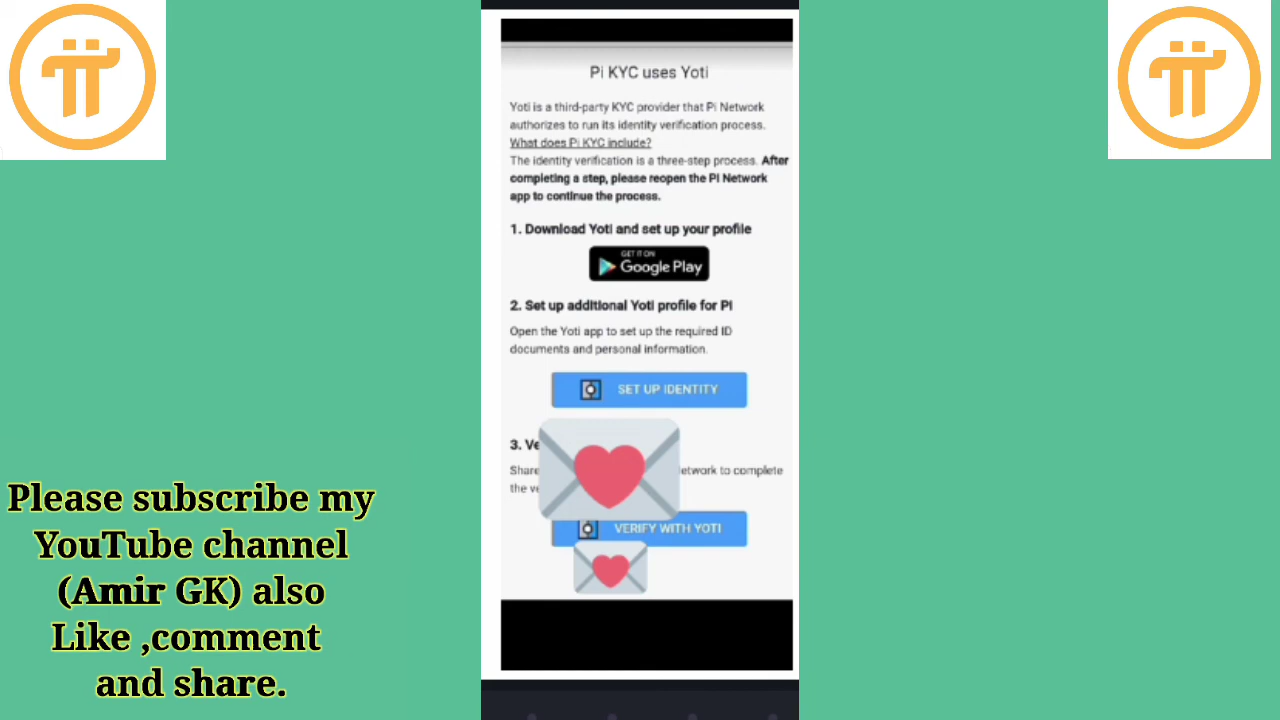 Pi KYC uses Yoti
Yoti is a third-party KYC provider that Pi Network
authorizes to run its identity verification process.
What does Pi KYC include?
The identity verification is a three-step process. After
completing a step, please reopen the Pi Network
app to continue the process.
1. Download Yoti and set up your profile
GET IT ON
Google Play
2. Set up additional Yoti profile for Pi
Open the Yoti app to set up the required ID
documents and personal information.
SET UP IDENTITY
3. Ve
Share
etwork to complete
the ve
VERIFY WITH YOTI
Please subscribe my
YouTube channel
(Amir GK) also
Like ,comment
and share.